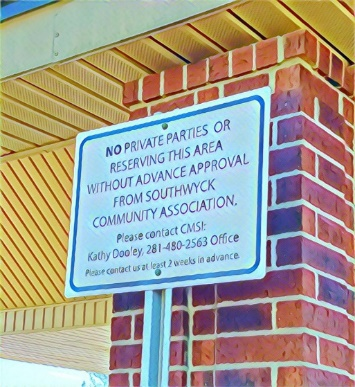 NO PRIVATE PARTIES OR
RESERVING THIS AREA
WITHOUT ADVANCE APPROVAL
FROM SOUTHWYCK
COMMUNITY ASSOCIATION.
Please contact CMSI:
Kathy Dooley, 281-480-2563 Office
Please contact us at least 2 weeks in advance.